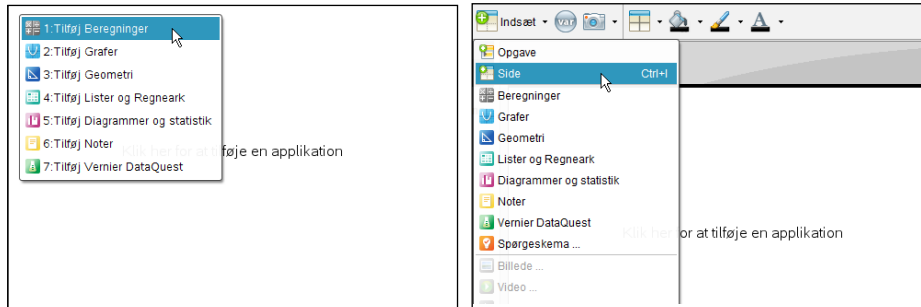 1:Tilføj Beregninger
2:Tilføj Grafer
3:Tilføj Geometri
4:Tilføj Lister og Regneark
5:Tilføj Diagrammer og statistik
6:Tilføj Noter
7:Tilføj Vernier DataQuest
Klik her for at tilføje en applikation
Indsæt
var
A
Opgave
Side Ctrl+I
Beregninger
Grafer
Geometri
Lister og Regneark
Diagrammer og statistik
Noter
Vernier DataQuest
Spørgeskema ...
Billede ...
Video ...
Klik her for at tilføje en applikation